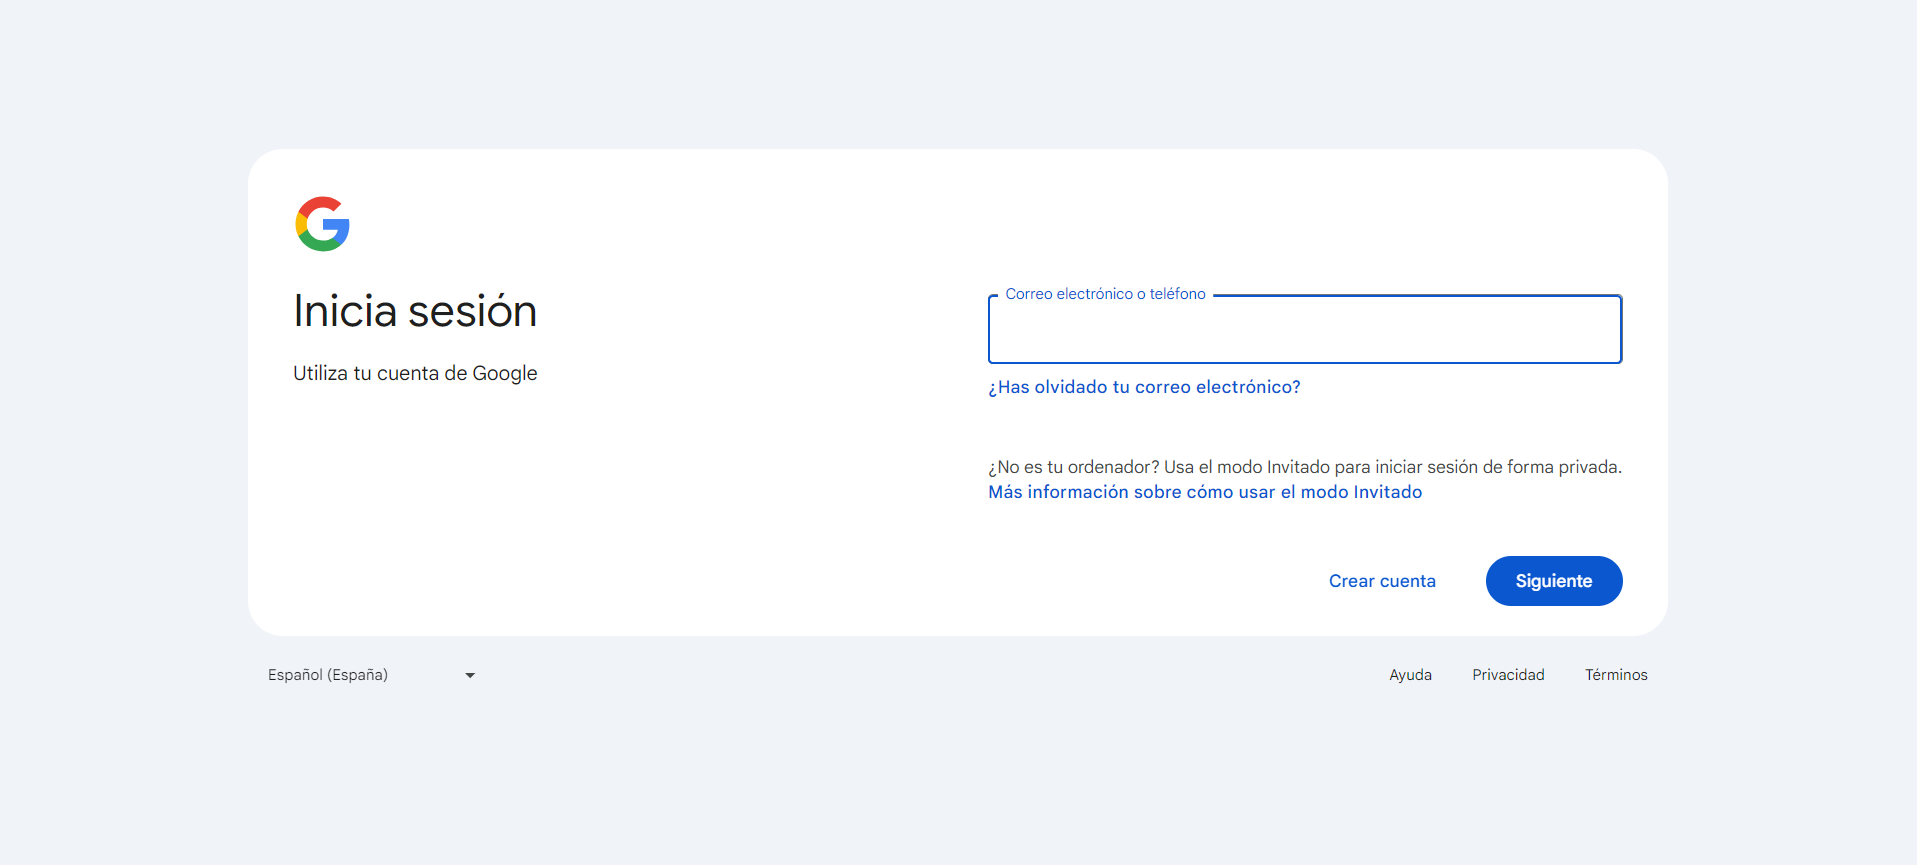 Inicia sesión
Utiliza tu cuenta de Google
Correo electrónico o teléfono
¿Has olvidado tu correo electrónico?
¿No es tu ordenador? Usa el modo Invitado para iniciar sesión de forma privada.
Más información sobre cómo usar el modo Invitado
Crear cuenta
Siguiente
Español (España)
Ayuda
Privacidad
Términos